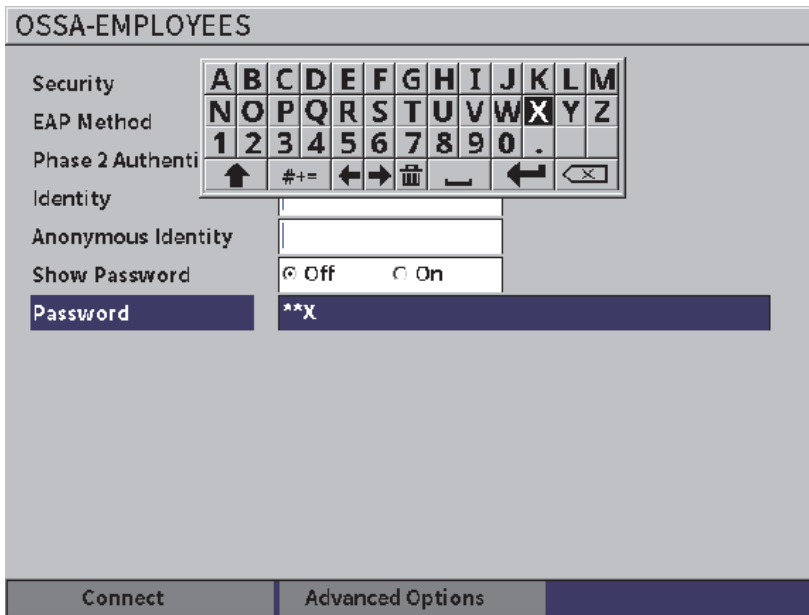 OSSA-EMPLOYEES
Security
A B C D E F G H I J K L M
EAP Method
N O P Q R S T U V W X Y Z
1 2 3 4 5 6 7 8 9 0 .
Phase 2 Authenti
#+=
Identity
Anonymous Identity
Show Password Off On
Password **X
Connect Advanced Options